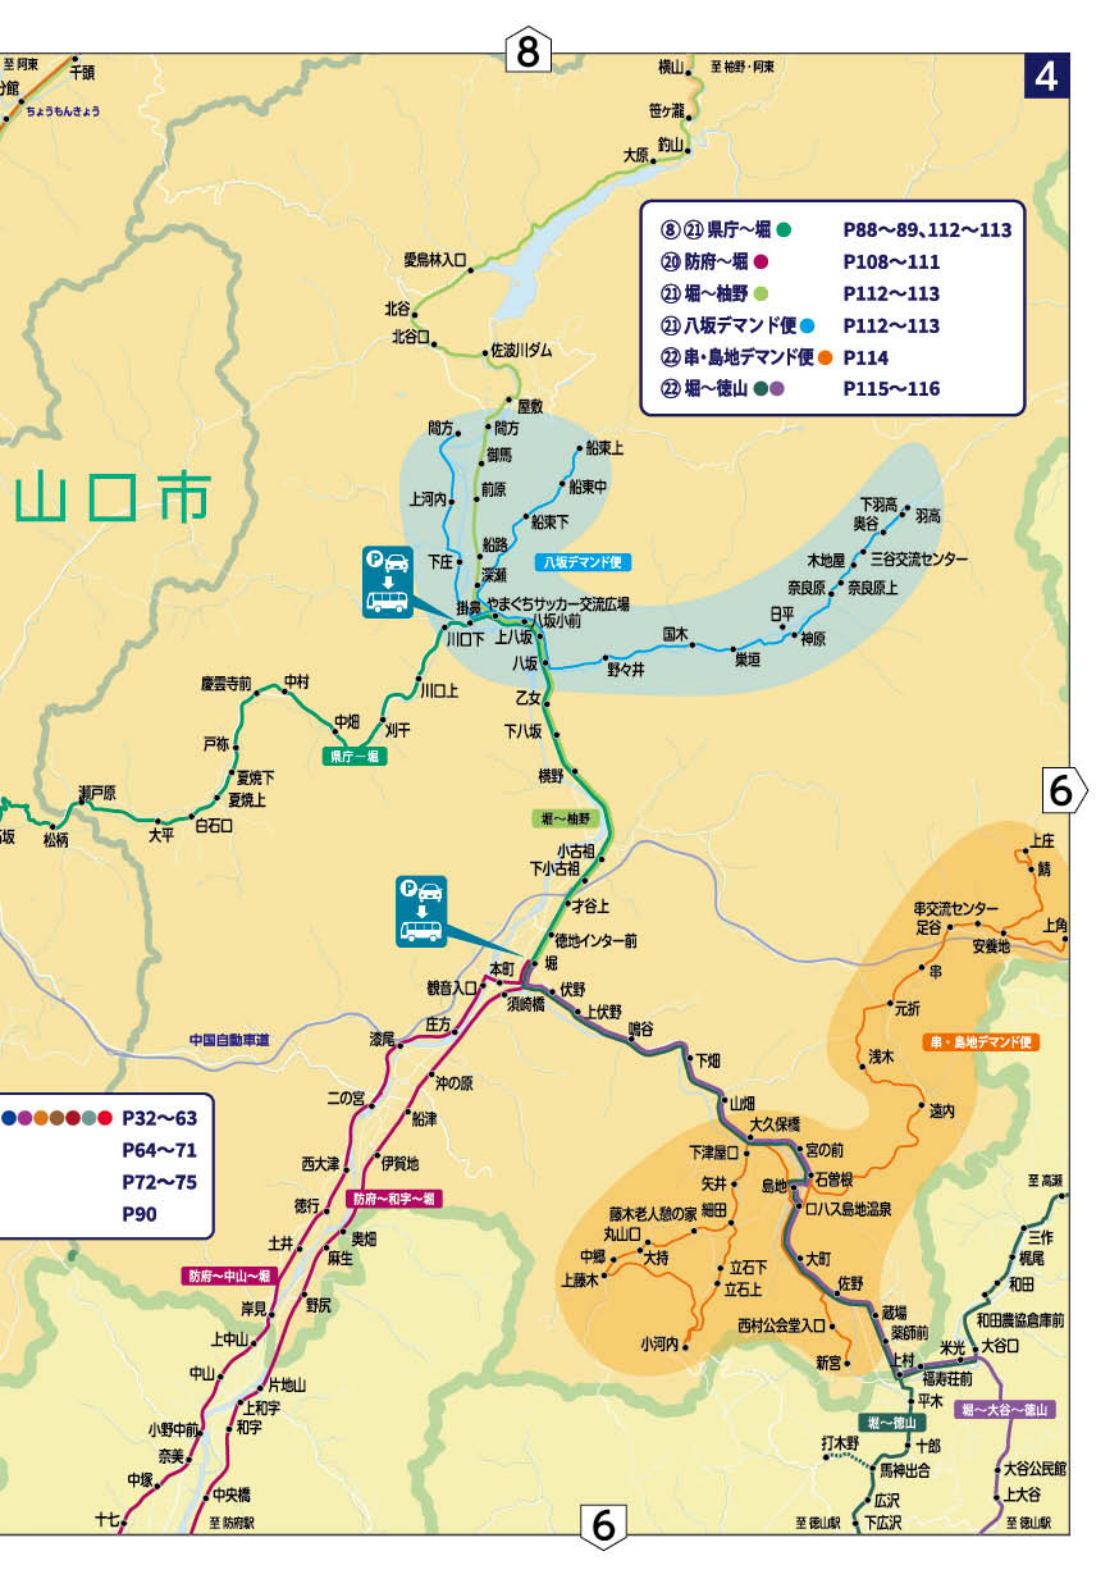 8
4
至 阿東
千頭
分館
ちょうもんきょう
横山
至 柚野・阿東
笹ヶ瀧
釣山
大原
⑧㉑ 県庁～堀 P88～89、112～113
⑳ 防府～堀 P108～111
㉑ 堀～柚野 P112～113
㉑ 八坂デマンド便 P112～113
㉒ 串・島地デマンド便 P114
㉒ 堀～徳山 P115～116
愛鳥林入口
北谷
北谷口
佐波川ダム
屋敷
間方
間方
御馬
船東上
山口市
上河内
前原
船東中
船東下
下羽高
羽高
奥谷
船路
下庄
八坂デマンド便
木地屋
三谷交流センター
深瀬
奈良原
奈良原上
P
掛鼻
やまぐちサッカー交流広場
八坂小前
川口下
上八坂
日平
国木
神原
八坂
野々井
巣垣
慶雲寺前
中村
川口上
乙女
中畑
刈干
下八坂
戸祢
県庁ー堀
夏焼下
横野
瀬戸原
夏焼上
6
堀～柚野
坂
松柄
大平
白石口
小古祖
下小古祖
上庄
鯖
P
才谷上
串交流センター
足谷
上角
徳地インター前
安養地
堀
本町
串
観音入口
伏野
須崎橋
上伏野
元折
庄方
鳴谷
中国自動車道
漆尾
串・島地デマンド便
浅木
下畑
沖の原
二の宮
山畑
遠内
P32～63
船津
大久保橋
P64～71
宮の前
下津屋口
西大津
伊賀地
石曽根
P72～75
矢井
島地
至 高瀬
防府～和字～堀
徳行
ロハス島地温泉
P90
藤木老人憩の家
細田
丸山口
奥畑
三作
土井
麻生
中郷
大持
大町
梶尾
防府～中山～堀
上藤木
立石下
立石上
佐野
和田
岸見
野尻
蔵場
和田農協倉庫前
西村公会堂入口
薬師前
上中山
小河内
米光
大谷口
新宮
上村
中山
片地山
福寿荘前
上和字
平木
堀～大谷～徳山
小野中前
和字
堀～徳山
打木野
十郎
奈美
馬神出合
大谷公民館
中塚
中央橋
広沢
上大谷
十七
至 防府駅
6
至 徳山駅
下広沢
至 徳山駅